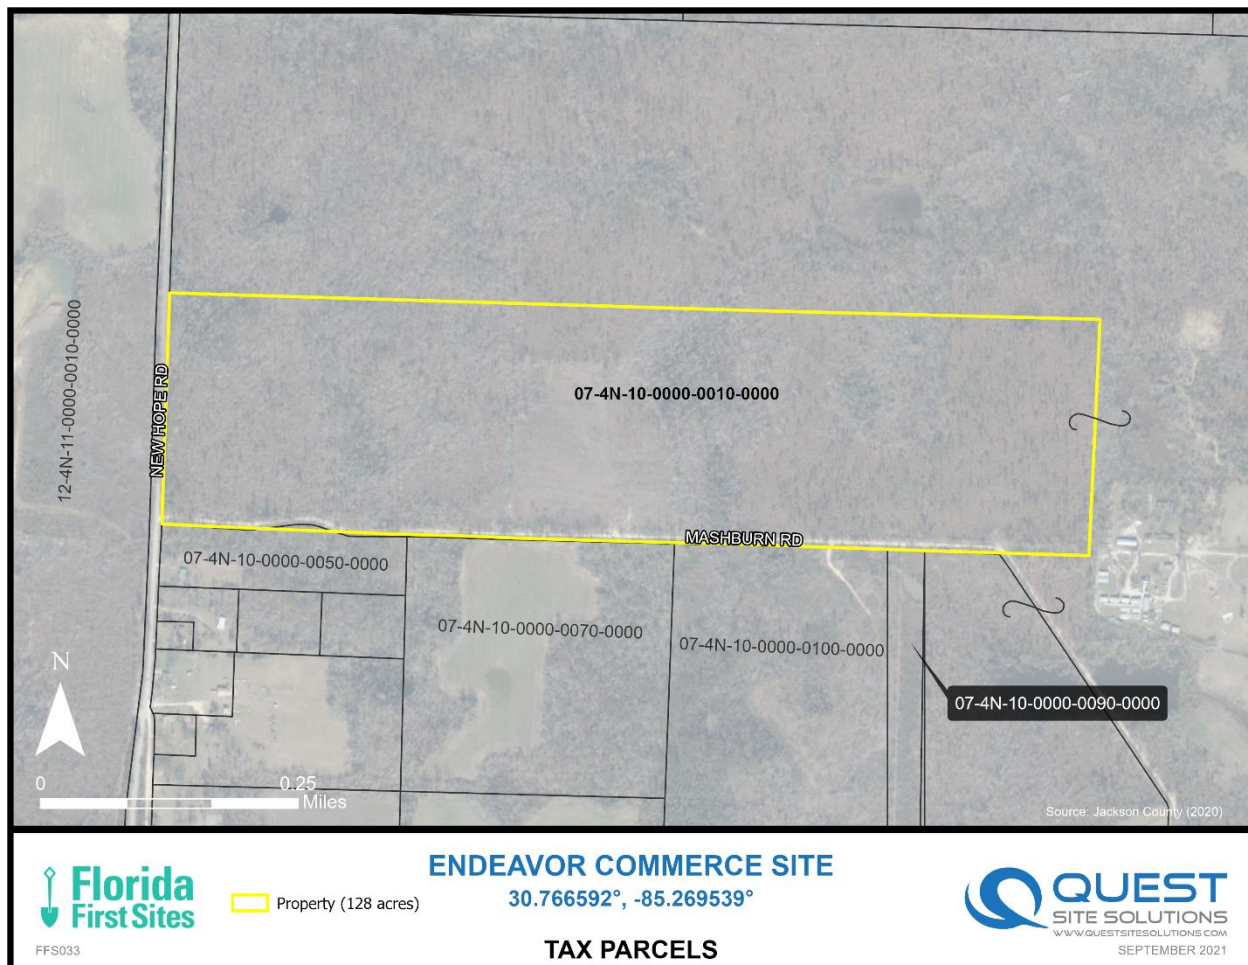 12-4N-11-0000-0010-0000
NEW HOPE RD
07-4N-10-0000-0010-0000
MASHBURN RD
07-4N-10-0000-0050-0000
07-4N-10-0000-0070-0000
07-4N-10-0000-0100-0000
07-4N-10-0000-0090-0000
N
0 0.25
Miles
Source: Jackson County (2020)
Florida
First Sites
FFS033
Property (128 acres)
ENDEAVOR COMMERCE SITE
30.766592°, -85.269539°
TAX PARCELS
QUEST
SITE SOLUTIONS
WWW.QUESTSITESOLUTIONS.COM
SEPTEMBER 2021